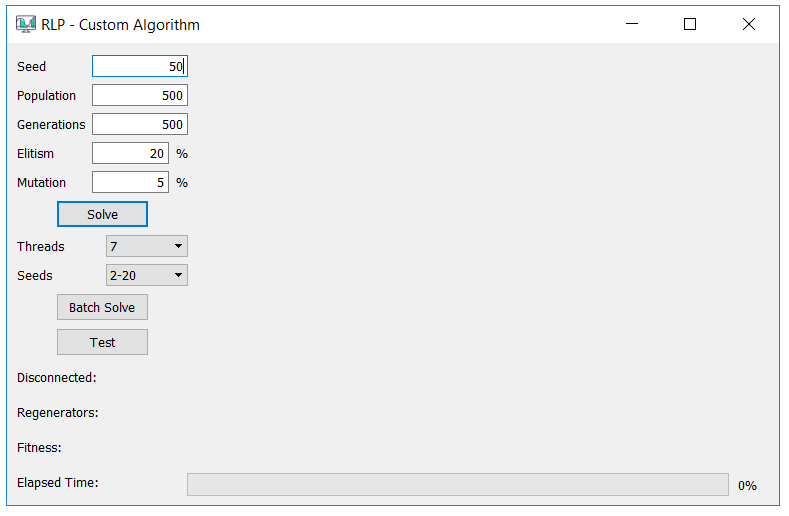 RLP - Custom Algorithm
Seed 50
Population 500
Generations 500
Elitism 20 %
Mutation 5 %
Solve
Threads 7
Seeds 2-20
Batch Solve
Test
Disconnected:
Regenerators:
Fitness:
Elapsed Time: 0%